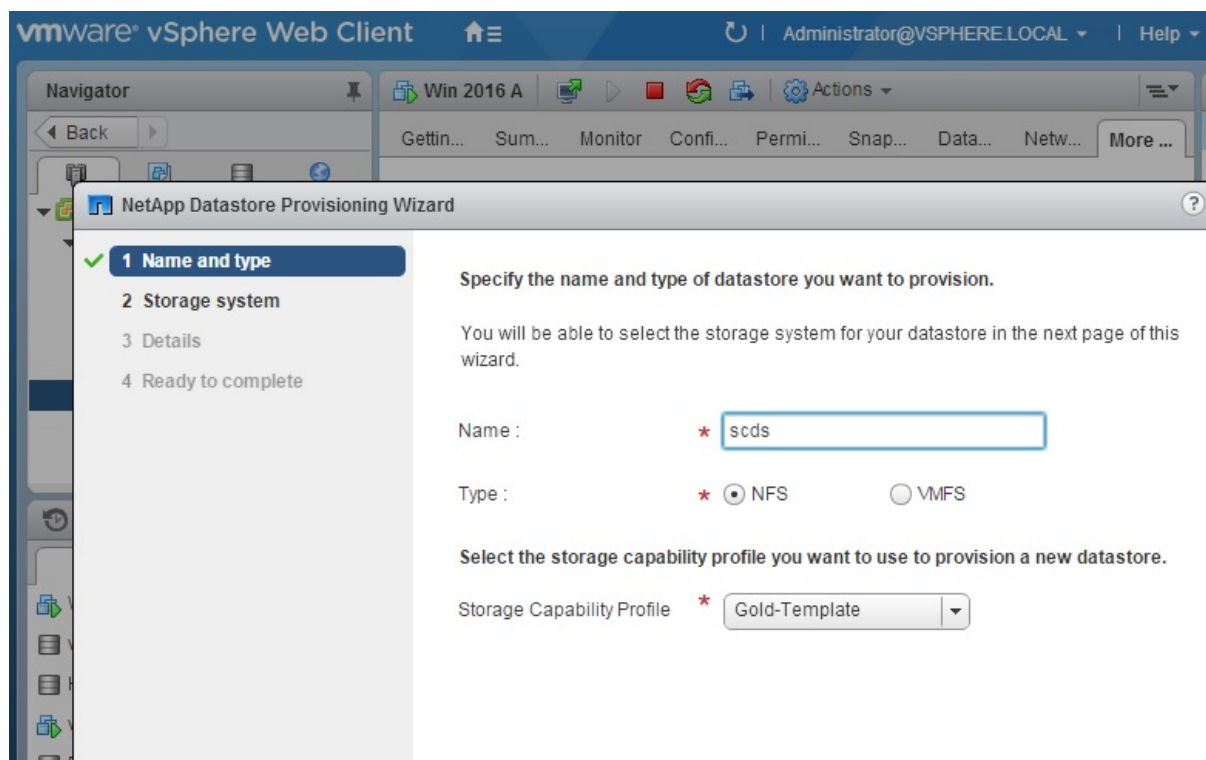 vmware® vSphere Web Client
Administrator@VSPHERE.LOCAL
Help
Navigator
Win 2016 A
Actions
Back
Gettin... Sum... Monitor Confi... Permi... Snap... Data... Netw... More ...
NetApp Datastore Provisioning Wizard
?
1 Name and type
2 Storage system
3 Details
4 Ready to complete
Specify the name and type of datastore you want to provision.
You will be able to select the storage system for your datastore in the next page of this
wizard.
Name : * scds
Type : * NFS VMFS
Select the storage capability profile you want to use to provision a new datastore.
Storage Capability Profile * Gold-Template